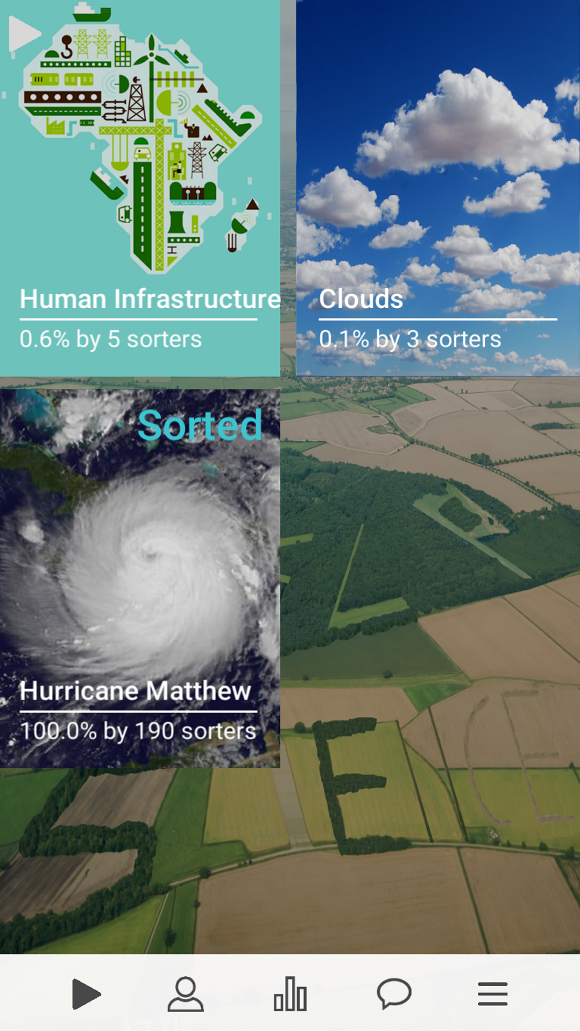 Human Infrastructure
0.6% by 5 sorters
Clouds
0.1% by 3 sorters
Sorted
Hurricane Matthew
100.0% by 190 sorters